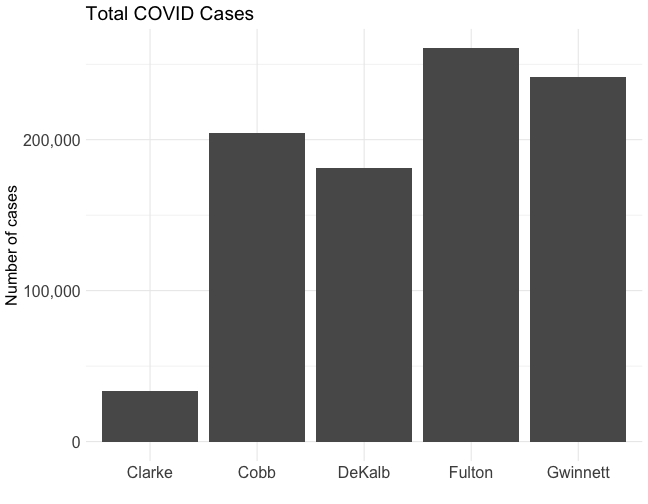 Total COVID Cases
Number of cases
200,000
100,000
0
Clarke Cobb DeKalb Fulton Gwinnett